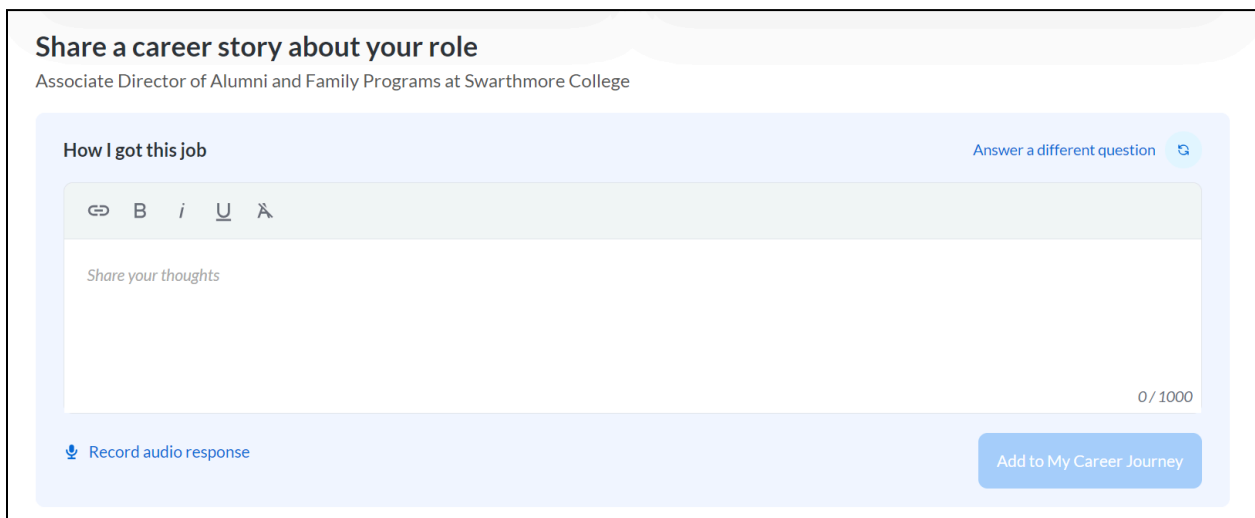 Share a career story about your role
Associate Director of Alumni and Family Programs at Swarthmore College
How I got this job
Answer a different question
B i U A
Share your thoughts
0 / 1000
Record audio response
Add to My Career Journey